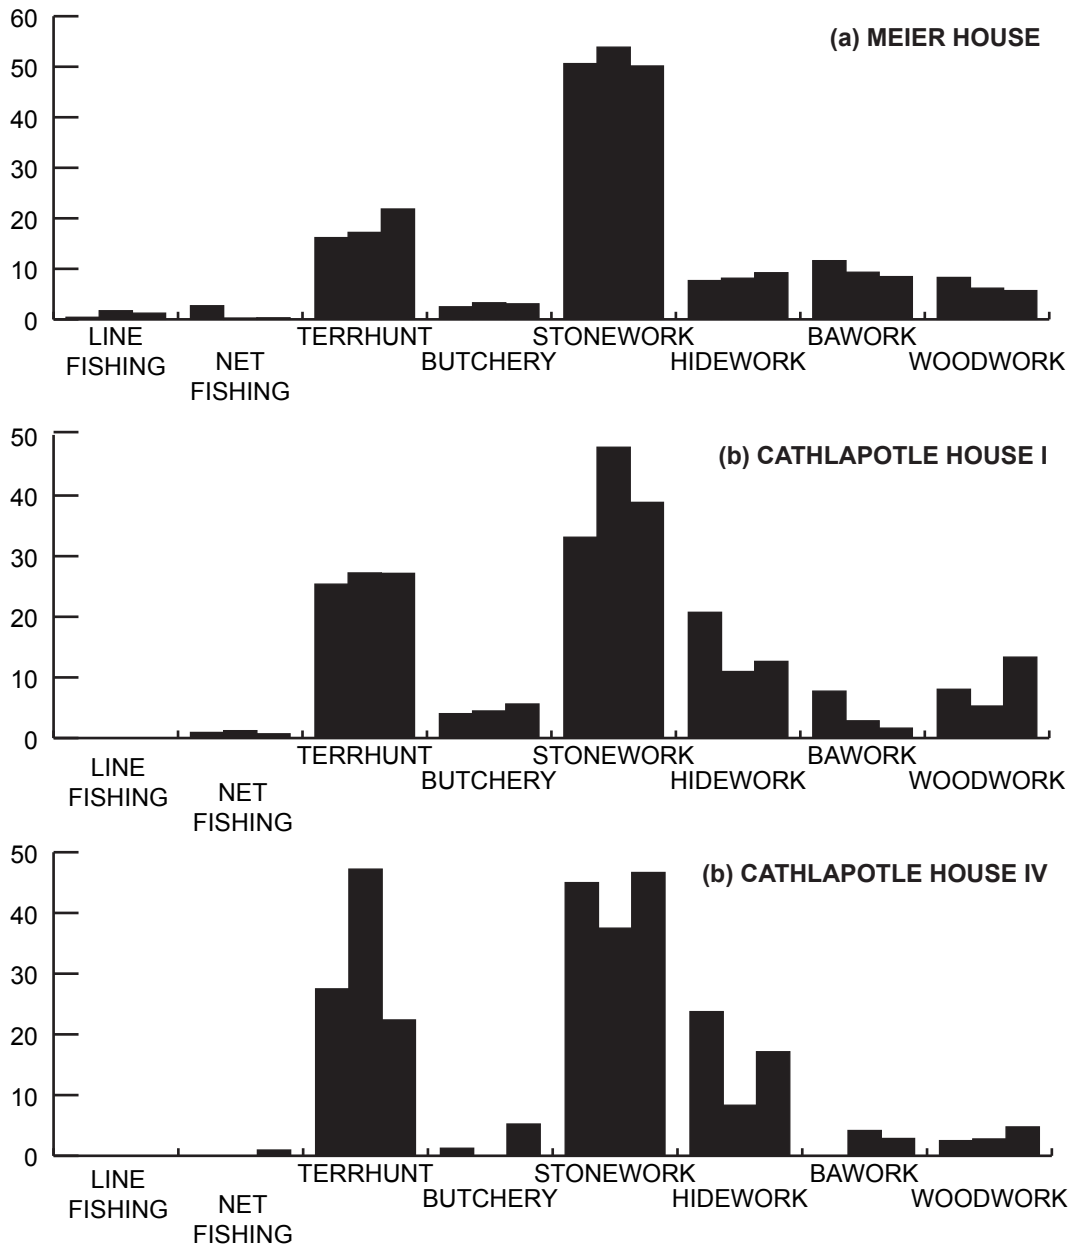 60
(a) MEIER HOUSE
50
40
30
20
10
0
LINE
FISHING
NET
FISHING
TERRHUNT
BUTCHERY
STONEWORK
HIDEWORK
BAWORK
WOODWORK
50
(b) CATHLAPOTLE HOUSE I
40
30
20
10
0
LINE
FISHING
NET
FISHING
TERRHUNT
BUTCHERY
STONEWORK
HIDEWORK
BAWORK
WOODWORK
50
(b) CATHLAPOTLE HOUSE IV
40
30
20
10
0
LINE
FISHING
NET
FISHING
TERRHUNT
BUTCHERY
STONEWORK
HIDEWORK
BAWORK
WOODWORK